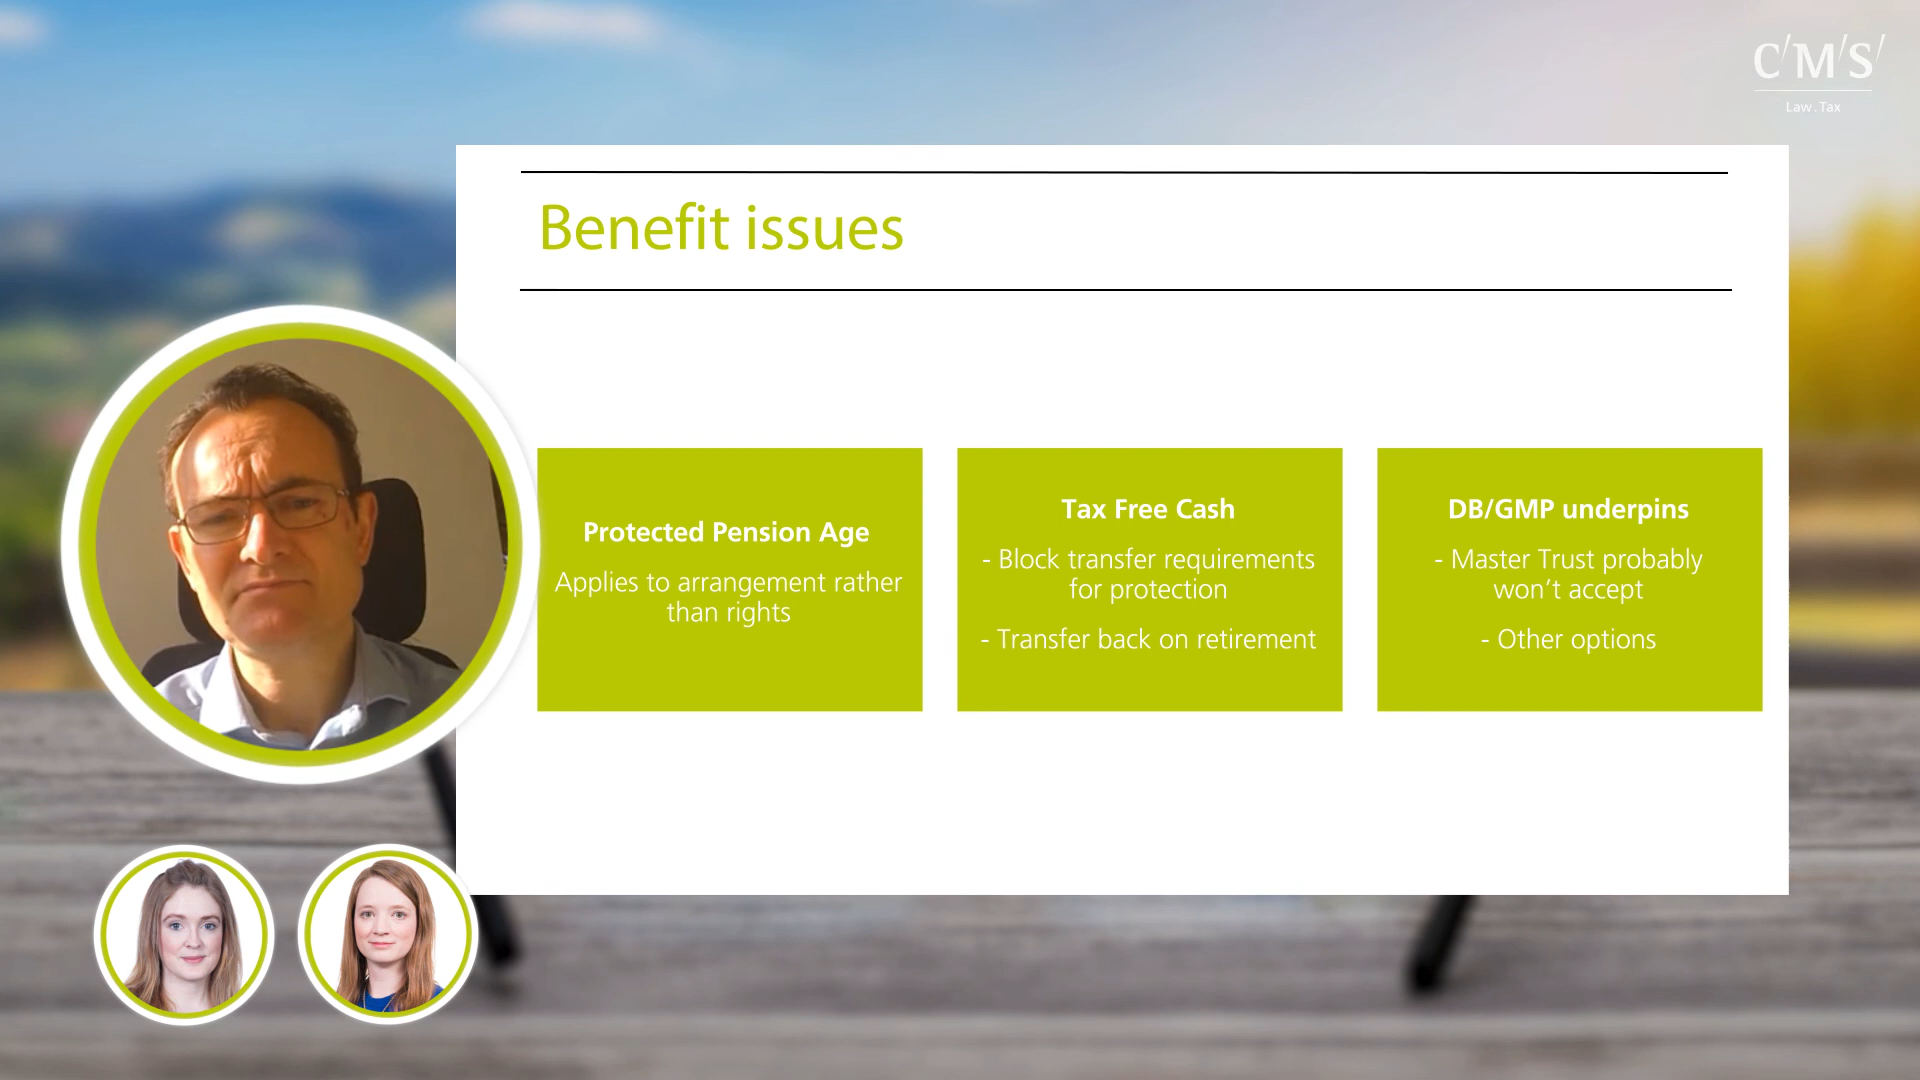 C/M/S/
Law.Tax
Benefit issues
Protected Pension Age
Applies to arrangement rather
than rights
Tax Free Cash
- Block transfer requirements
for protection
- Transfer back on retirement
DB/GMP underpins
- Master Trust probably
won’t accept
- Other options